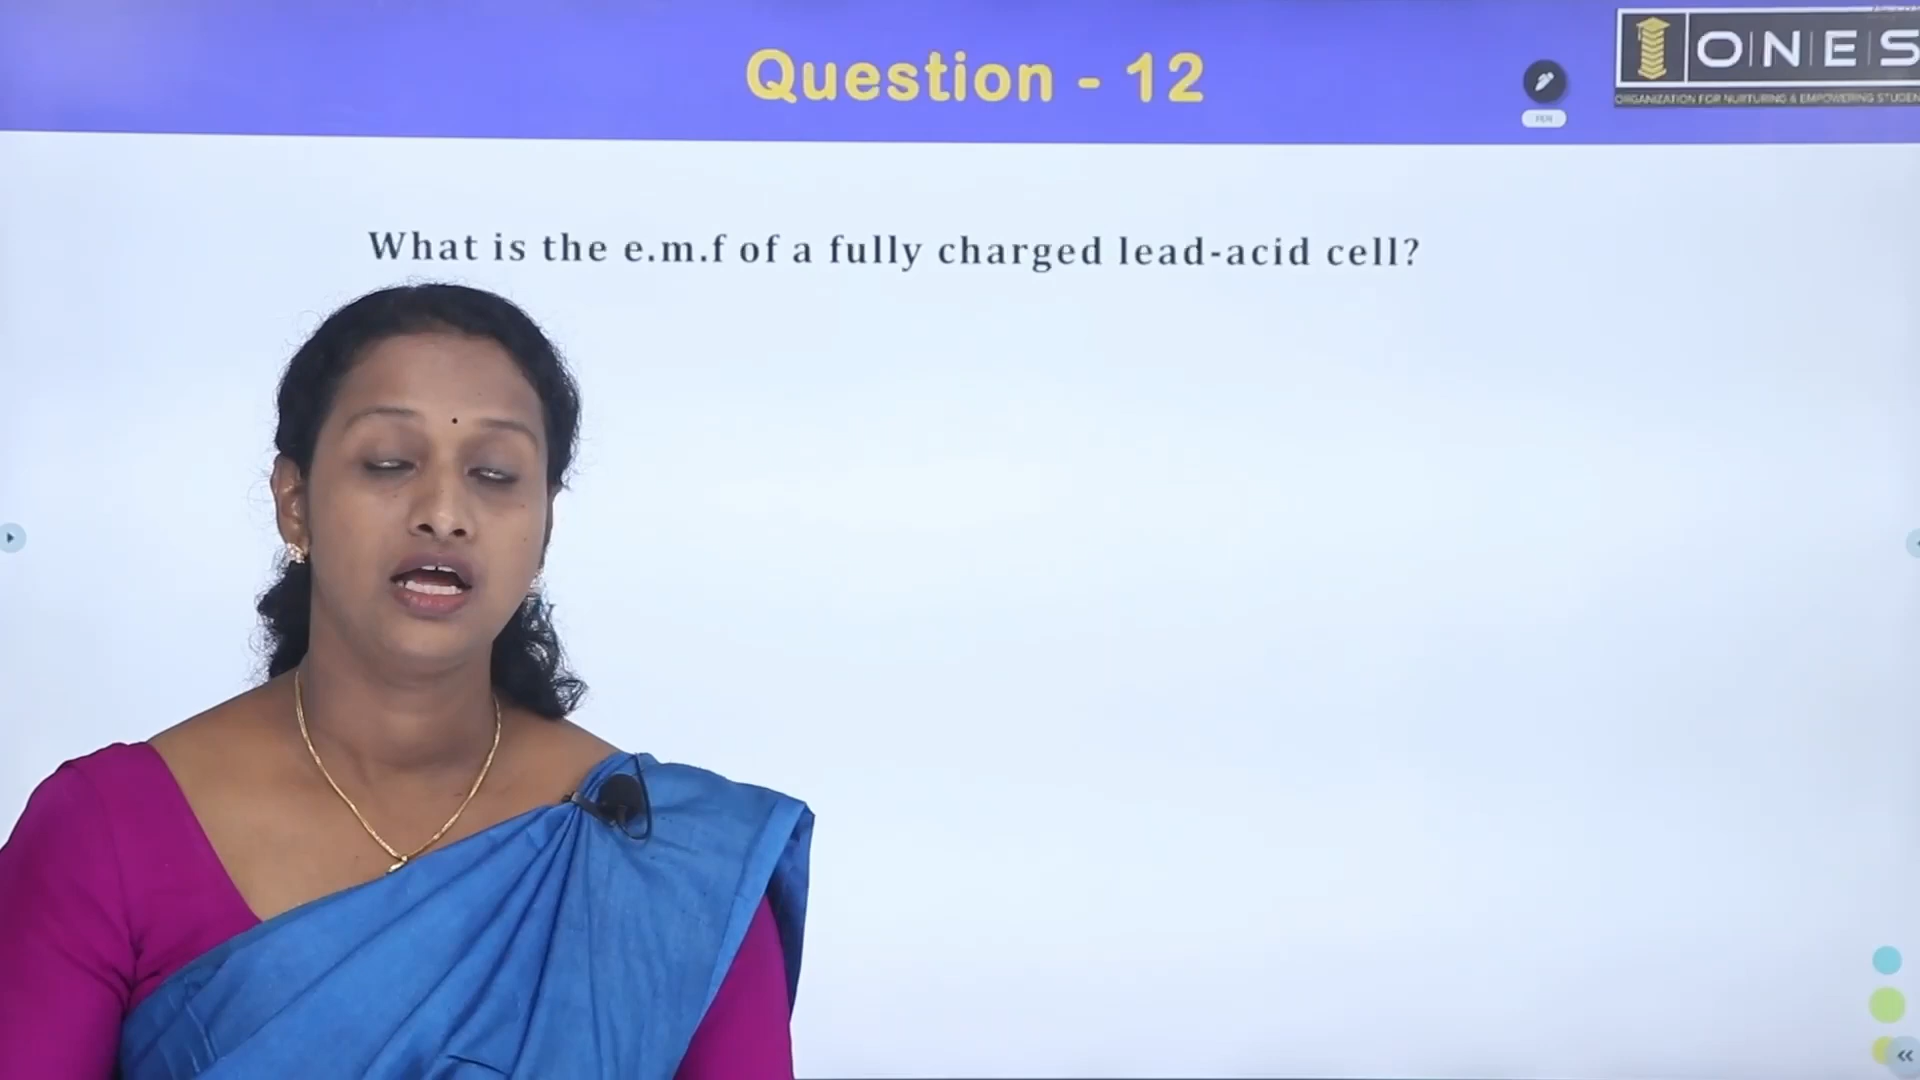 Question - 12
ONES
ORGANIZATION FOR NURTURING & EMPOWERING STUDEN
What is the e.m.f of a fully charged lead-acid cell?